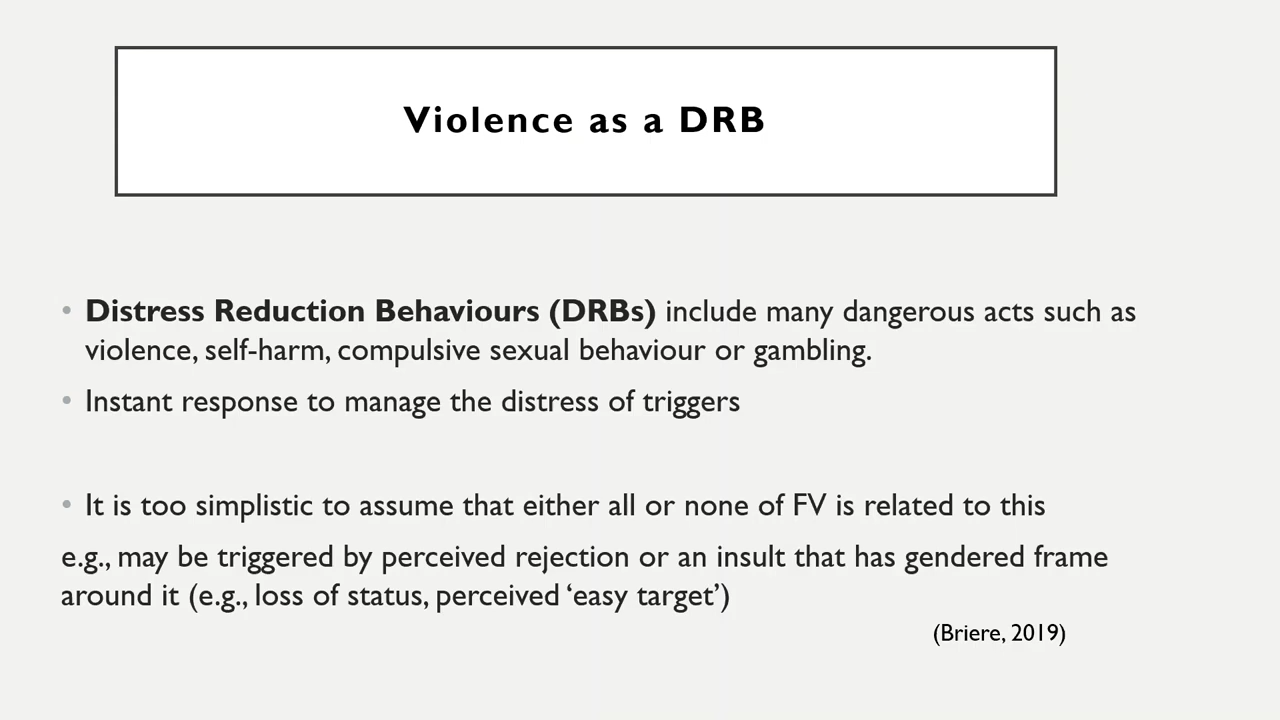 Violence as a DRB
• Distress Reduction Behaviours (DRBs) include many dangerous acts such as
violence, self-harm, compulsive sexual behaviour or gambling.
• Instant response to manage the distress of triggers
• It is too simplistic to assume that either all or none of FV is related to this
e.g., may be triggered by perceived rejection or an insult that has gendered frame
around it (e.g., loss of status, perceived ‘easy target’)
(Briere, 2019)